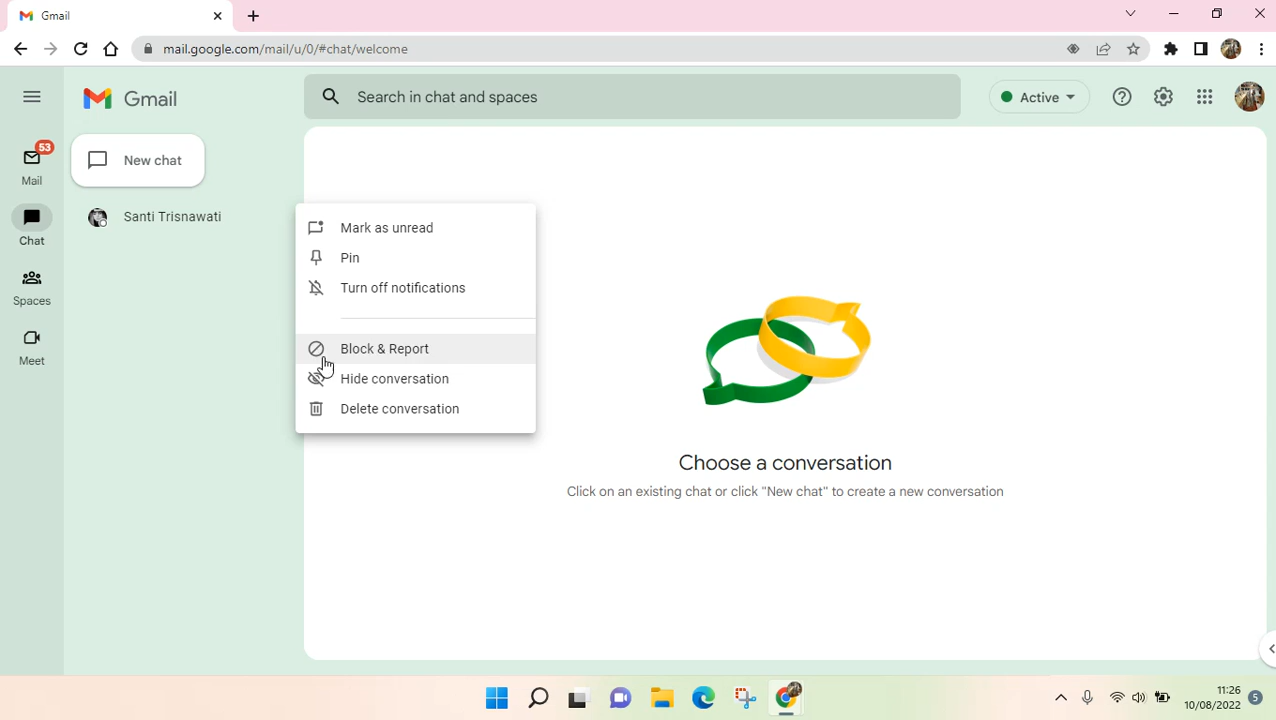 Gmail
mail.google.com/mail/u/0/#chat/welcome
Gmail
Search in chat and spaces
Active
53
Mail
New chat
Chat
Santi Trisnawati
Spaces
Meet
Mark as unread
Pin
Turn off notifications
Block & Report
Hide conversation
Delete conversation
Choose a conversation
Click on an existing chat or click "New chat" to create a new conversation
11:26
10/08/2022
5